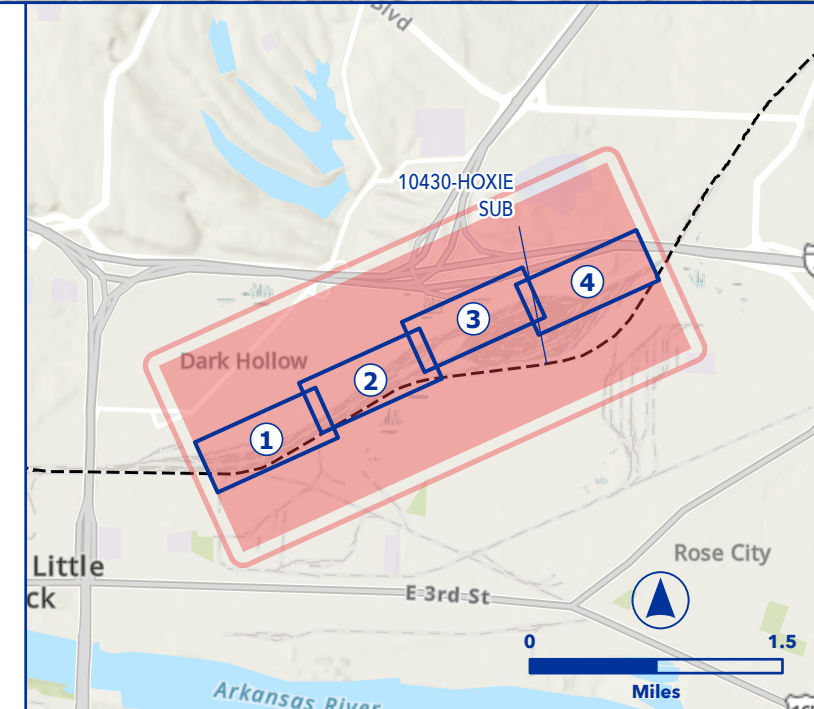 Blvd
10430-HOXIE
SUB
4
3
Dark Hollow
2
1
Little
ck
Rose City
E 3rd St
0
1.5
Miles
Arkansas River